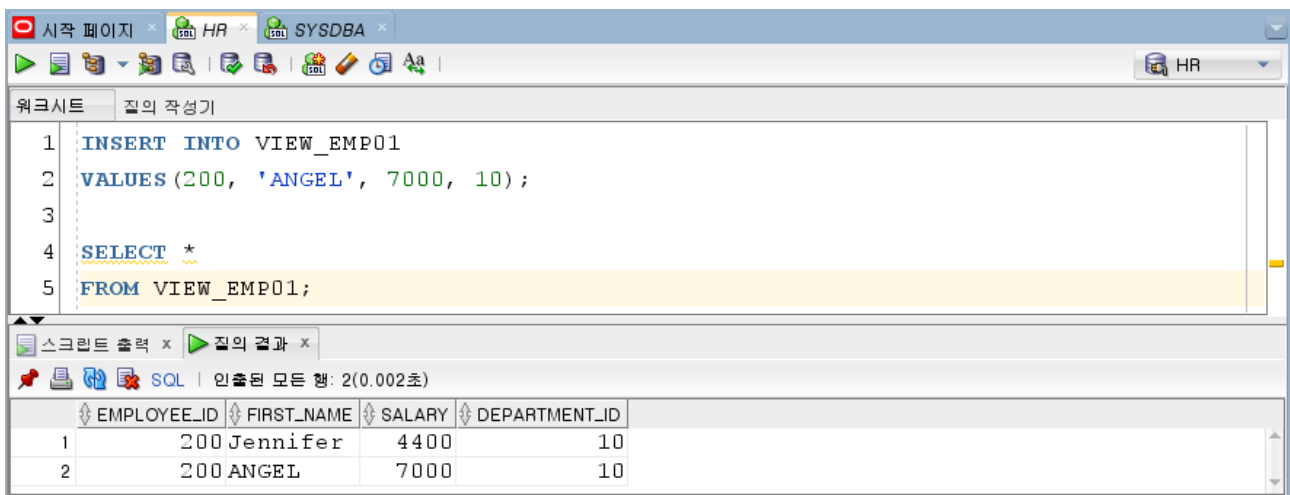 시작 페이지 HR SYSDBA
HR
워크시트 질의 작성기
1 INSERT INTO VIEW_EMP01
2 VALUES(200, 'ANGEL', 7000, 10);
3
4 SELECT *
5 FROM VIEW_EMP01;
스크립트 출력 x 질의 결과 x
SQL | 인출된 모든 행: 2(0.002초)
EMPLOYEE_ID FIRST_NAME SALARY DEPARTMENT_ID
1 200 Jennifer 4400 10
2 200 ANGEL 7000 10